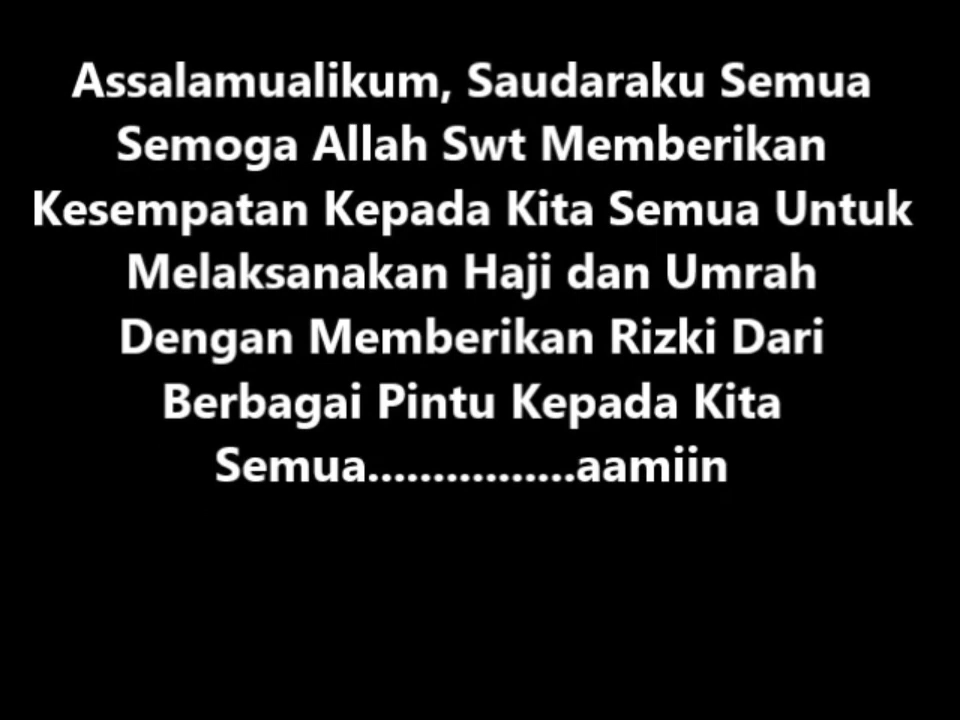 Assalamualikum, Saudaraku Semua
Semoga Allah Swt Memberikan
Kesempatan Kepada Kita Semua Untuk
Melaksanakan Haji dan Umrah
Dengan Memberikan Rizki Dari
Berbagai Pintu Kepada Kita
Semua................aamiin